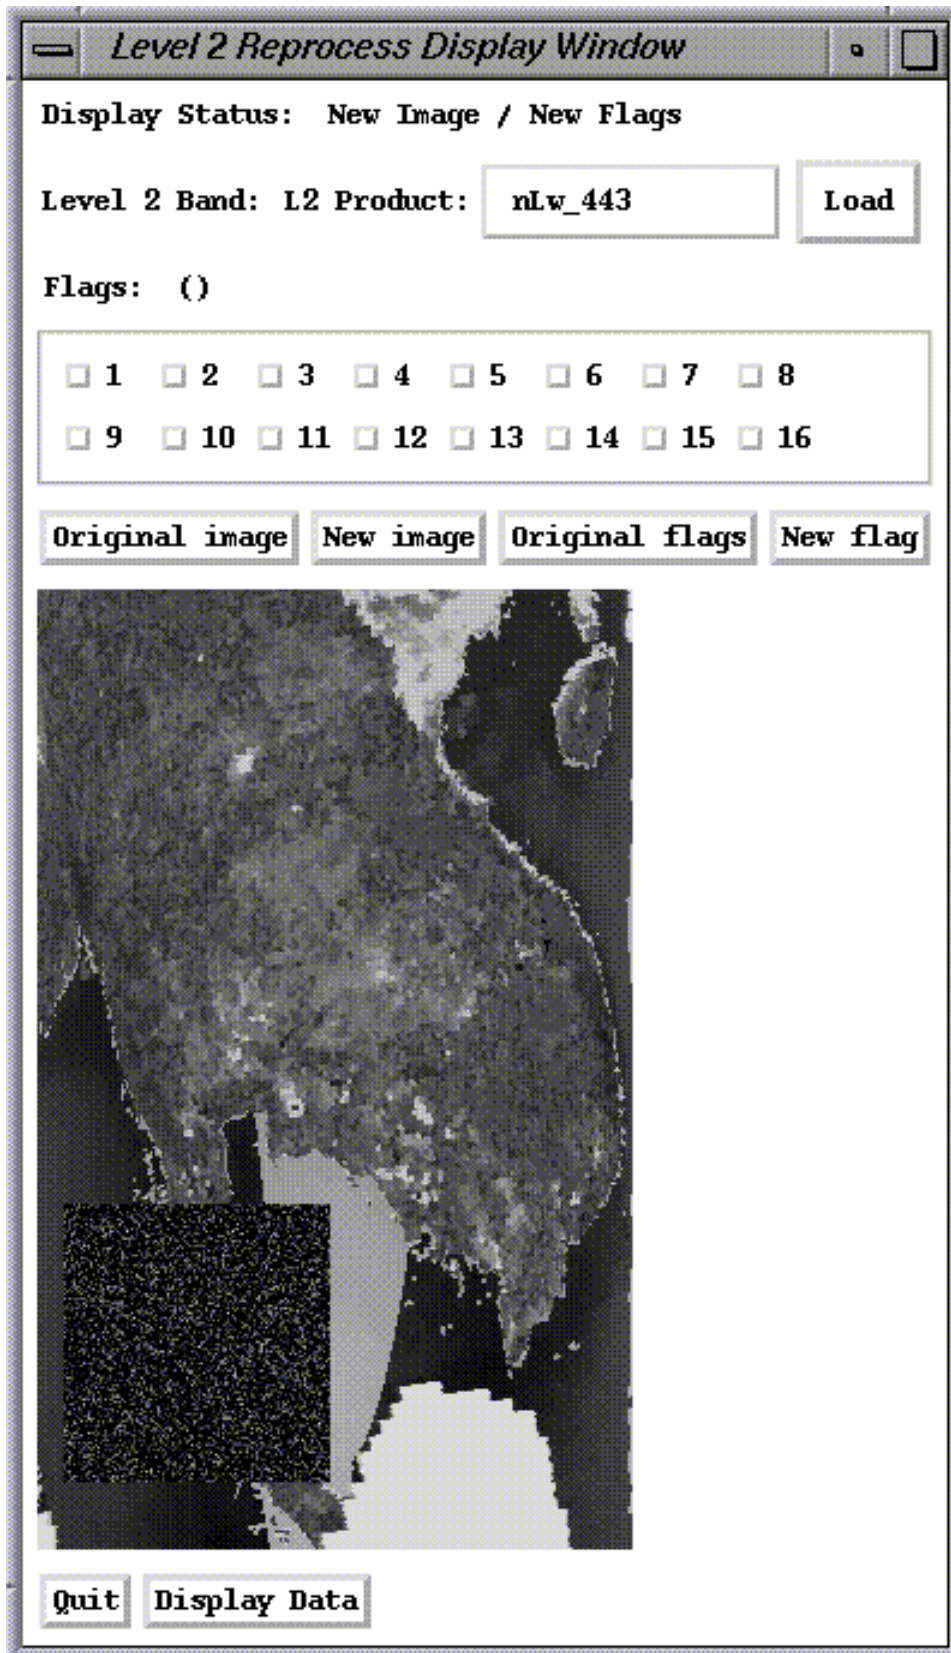 Level 2 Reprocess Display Window
Display Status: New Image / New Flags
Level 2 Band: L2 Product: nLw_443 Load
Flags: ()
1 2 3 4 5 6 7 8
9 10 11 12 13 14 15 16
Original image New image Original flags New flag
Quit Display Data